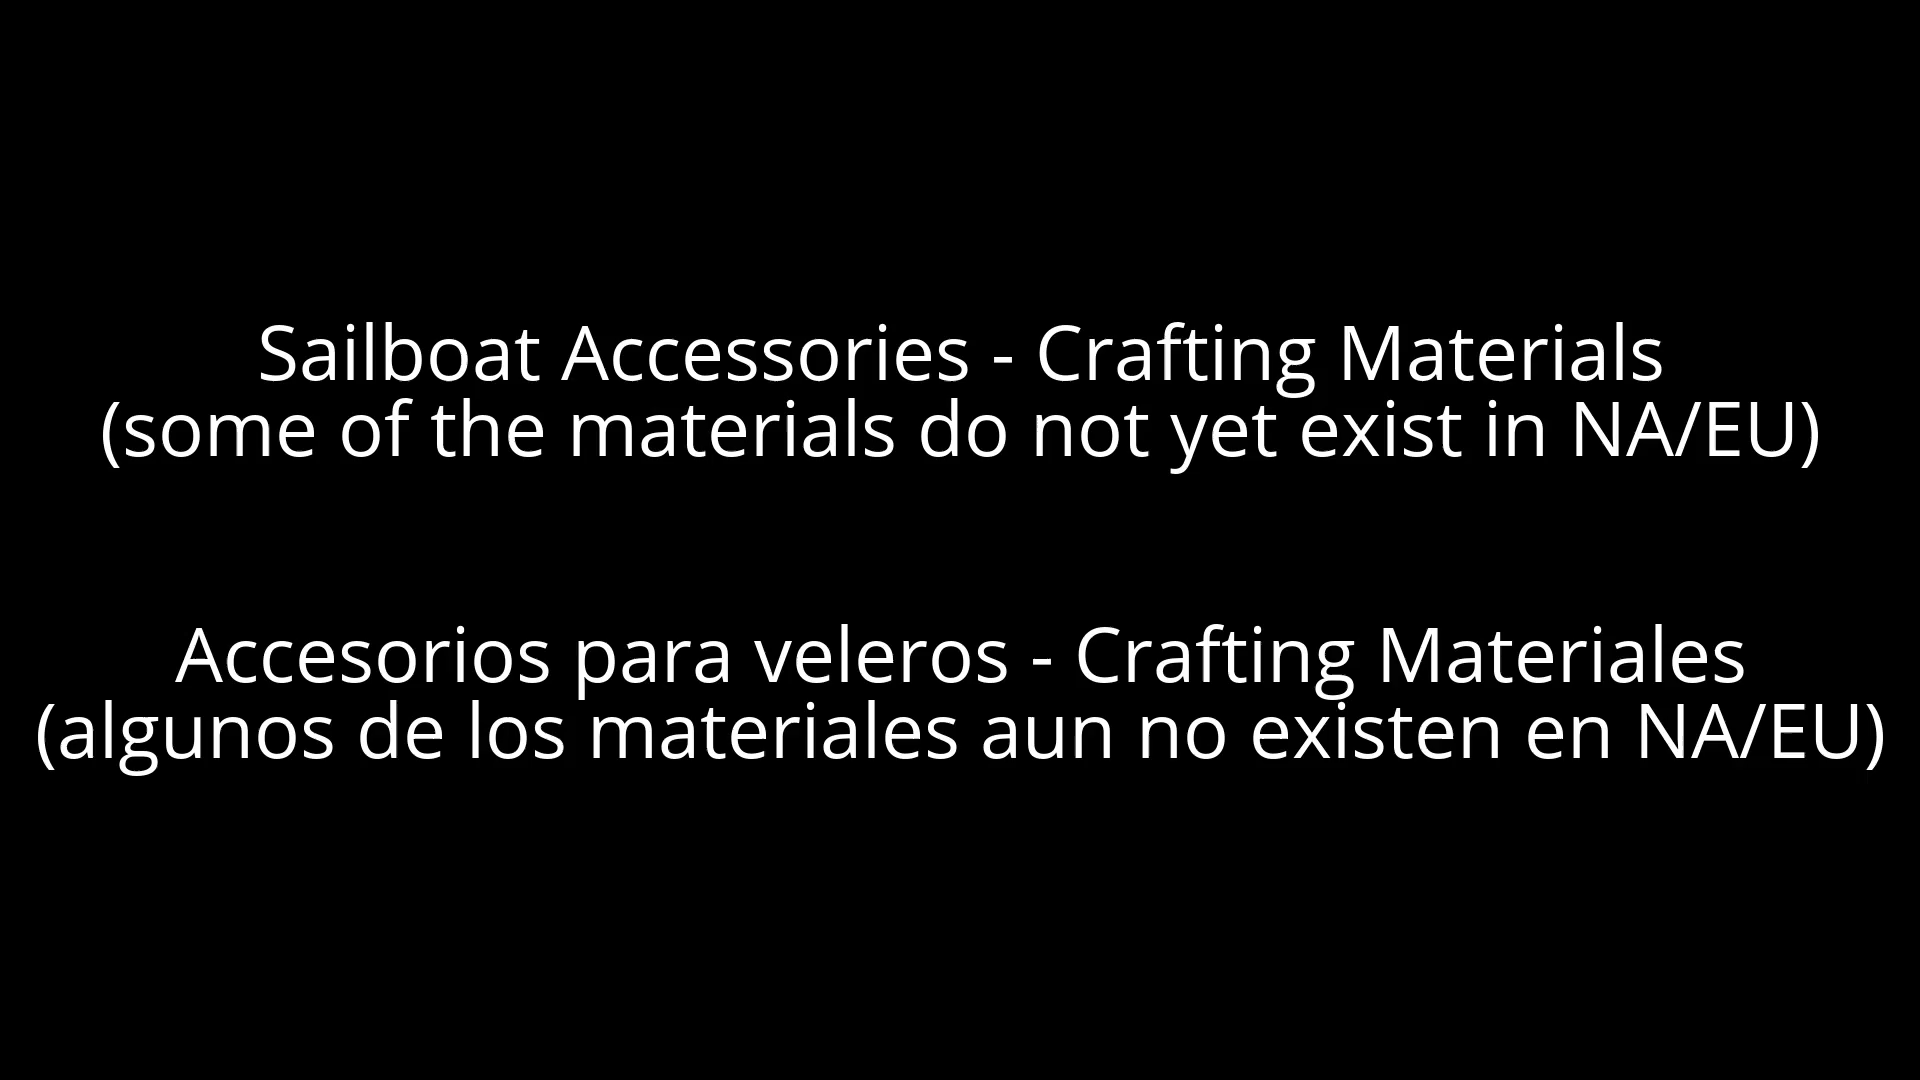 Sailboat Accessories - Crafting Materials
(some of the materials do not yet exist in NA/EU)
Accesorios para veleros - Crafting Materiales
(algunos de los materiales aun no existen en NA/EU)